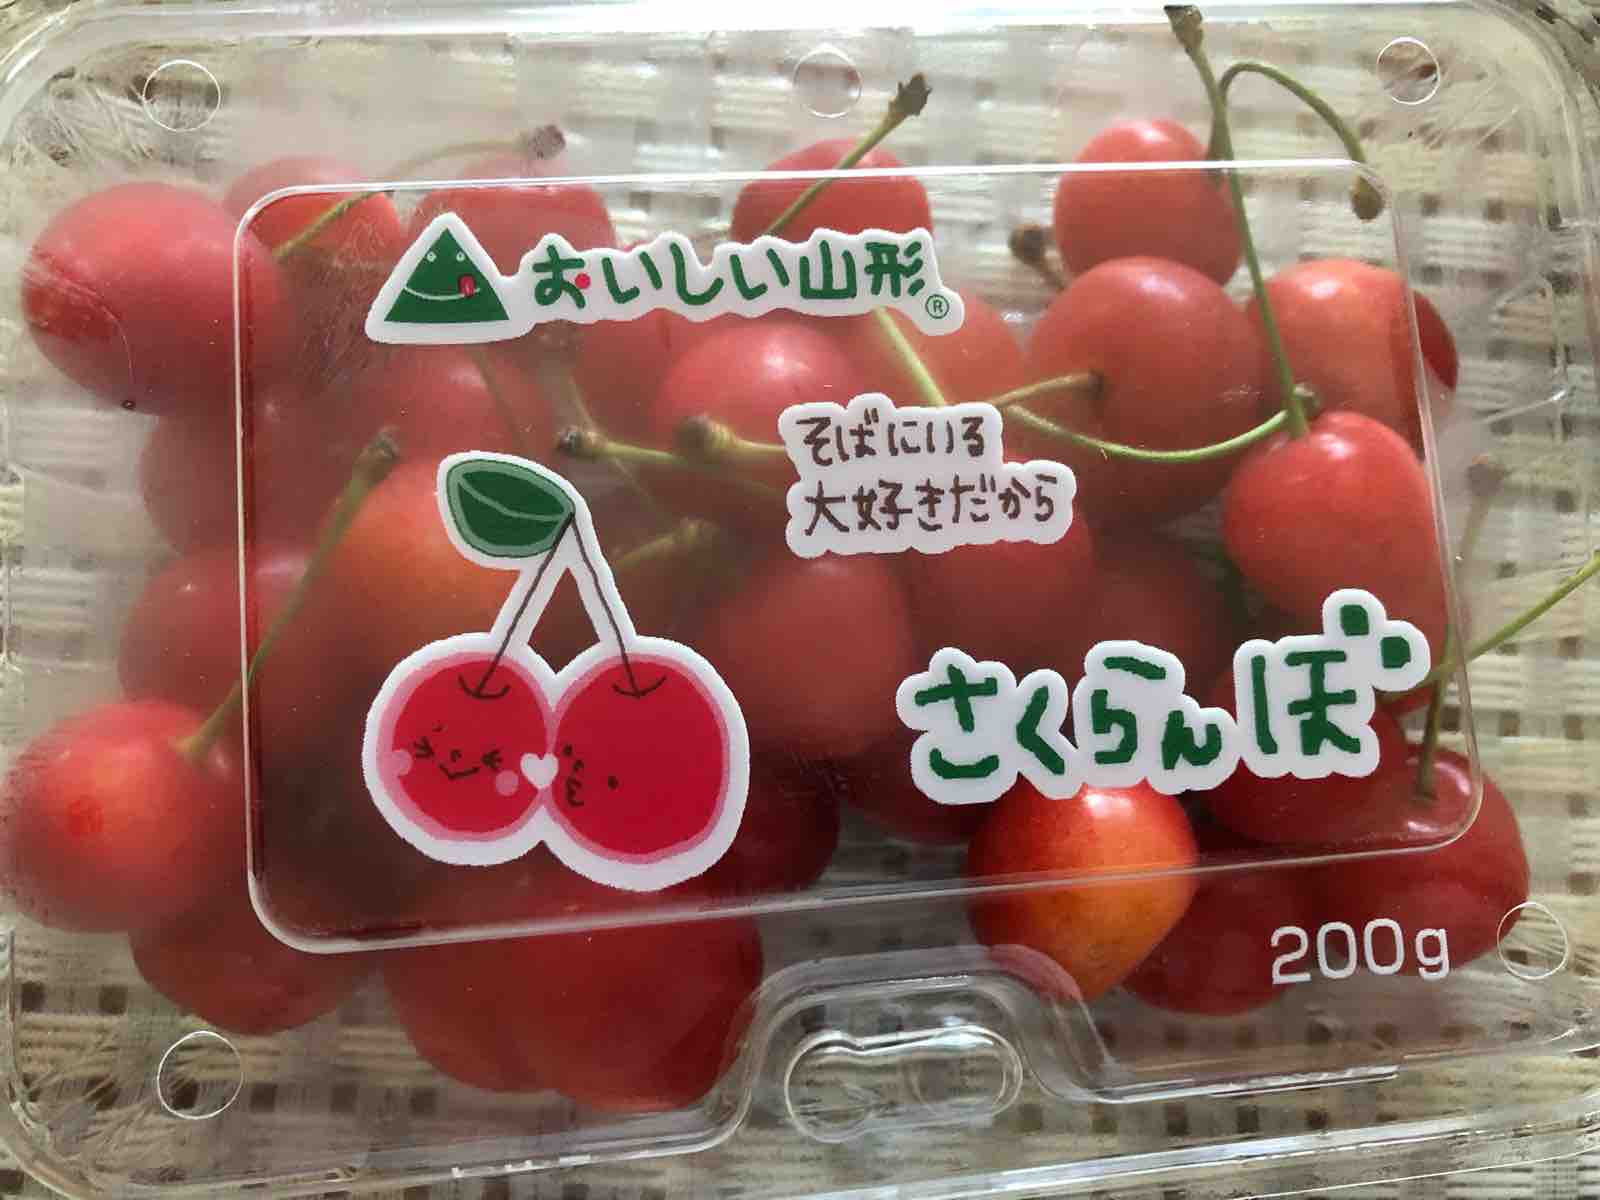 おいしい山形®
そばにいる
大好きだから
さくらんぼ
200g